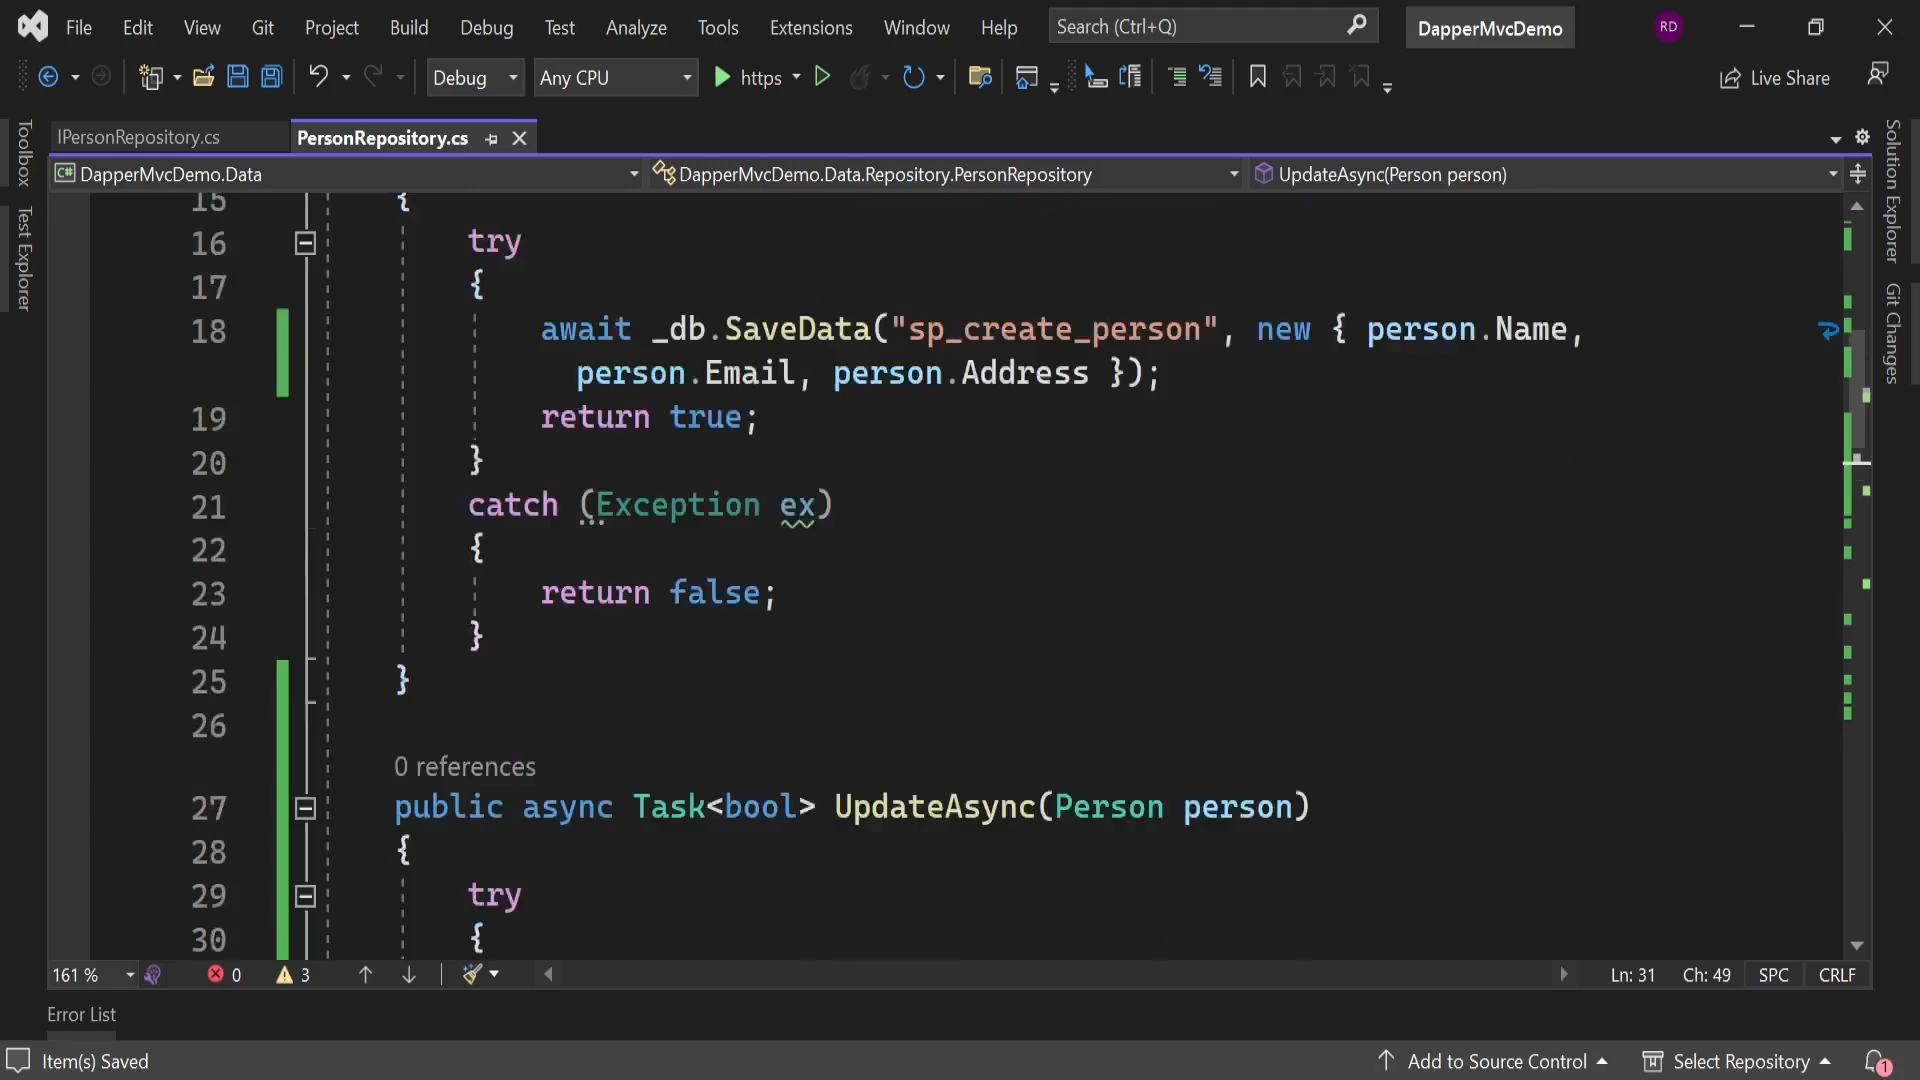 File Edit View Git Project Build Debug Test Analyze Tools Extensions Window Help Search (Ctrl+Q) DapperMvcDemo RD
Debug Any CPU https Live Share
IPersonRepository.cs PersonRepository.cs
C# DapperMvcDemo.Data DapperMvcDemo.Data.Repository.PersonRepository UpdateAsync(Person person)
Toolbox
Test Explorer
Solution Explorer
Git Changes
15 {
16 try
17 {
18 await _db.SaveData("sp_create_person", new { person.Name,
person.Email, person.Address });
19 return true;
20 }
21 catch (Exception ex)
22 {
23 return false;
24 }
25 }
26
0 references
27 public async Task<bool> UpdateAsync(Person person)
28 {
29 try
30 {
161 % 0 3 Ln: 31 Ch: 49 SPC CRLF
Error List
Item(s) Saved Add to Source Control Select Repository 1